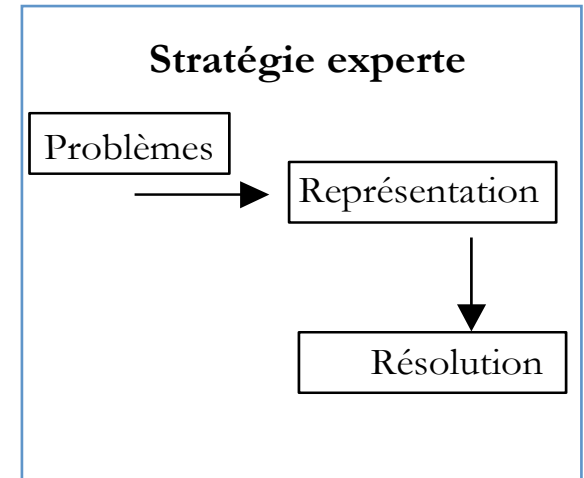 Stratégie experte
Problèmes
Représentation
Résolution